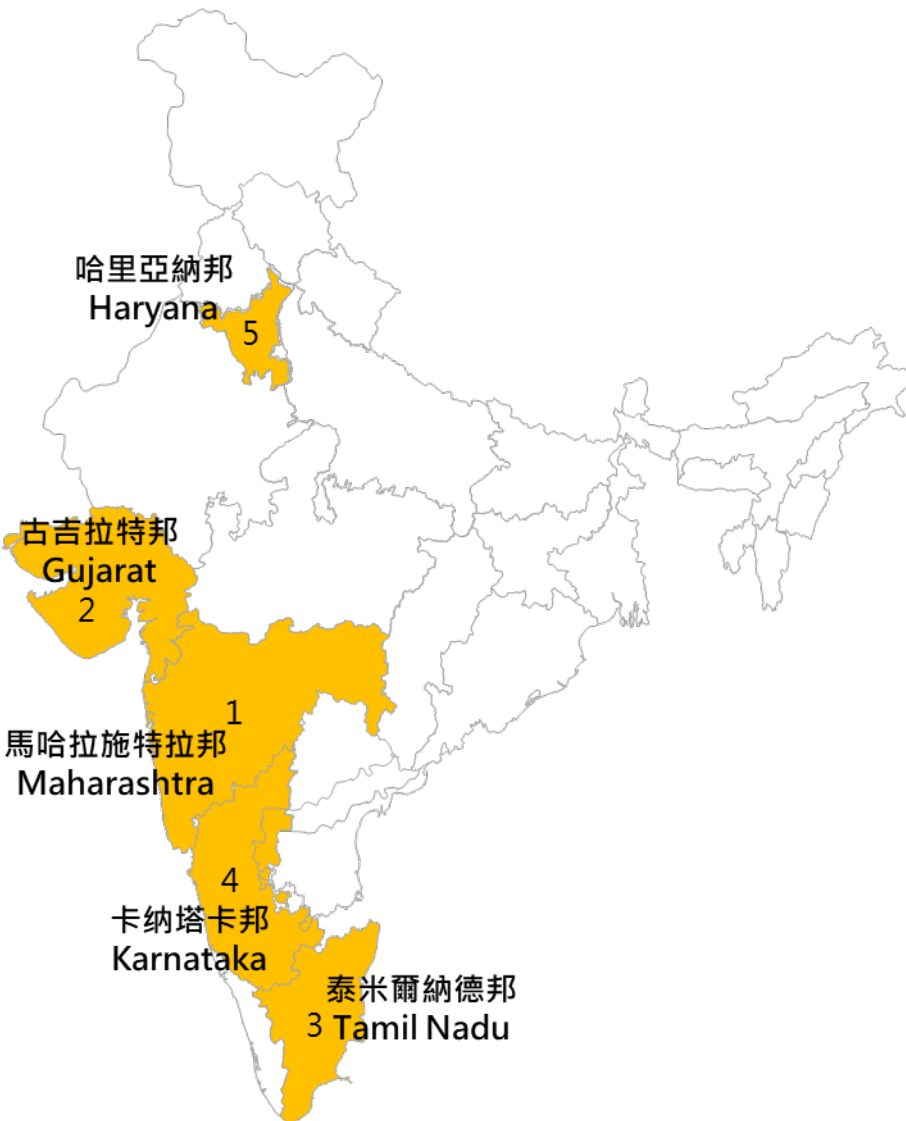 哈里亞納邦
Haryana
5
古吉拉特邦
Gujarat
2
1
馬哈拉施特拉邦
Maharashtra
4
卡纳塔卡邦
Karnataka
泰米爾納德邦
3 Tamil Nadu